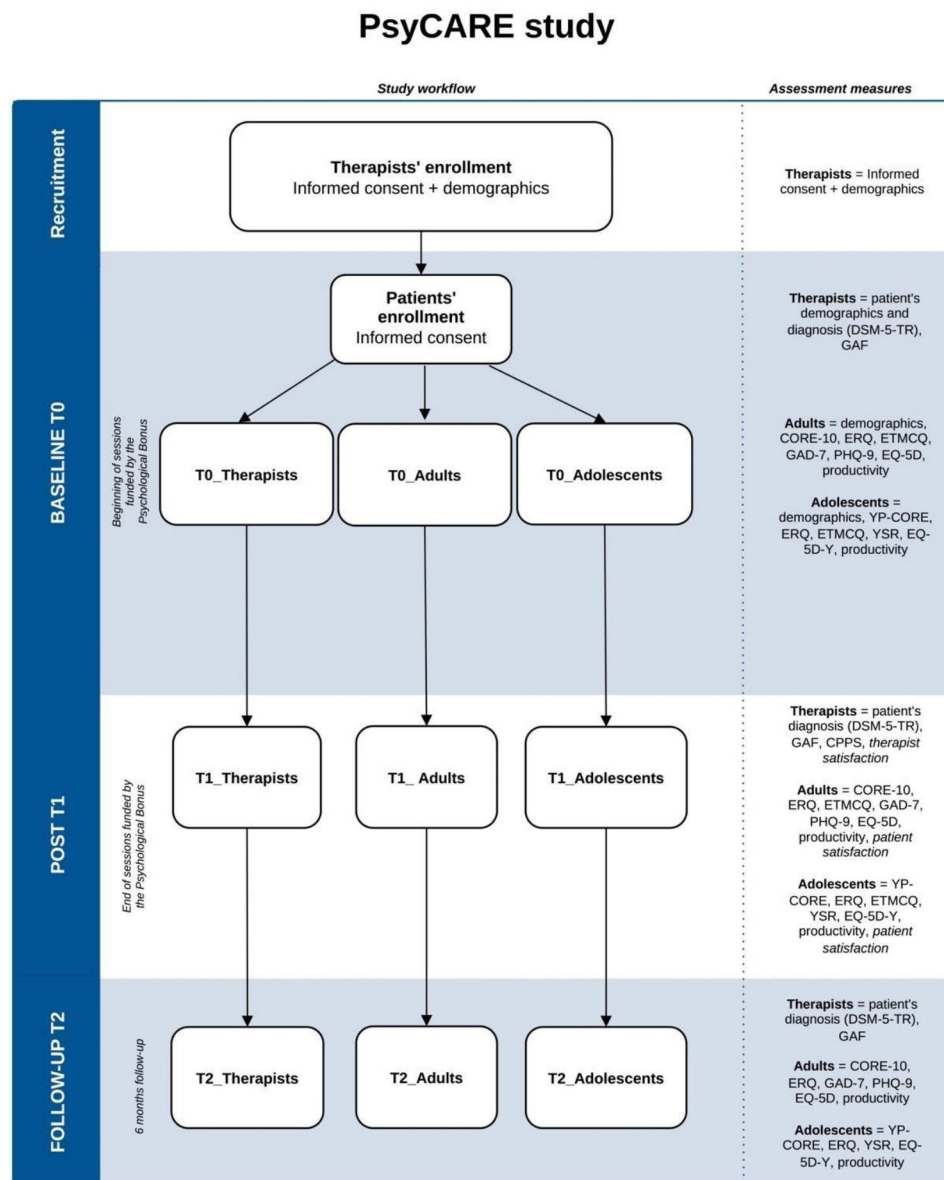 PsyCARE study
Study workflow
Assessment measures
Recruitment
Therapists' enrollment
Informed consent + demographics
Therapists = Informed
consent + demographics
BASELINE T0
Beginning of sessions
funded by the
Psychological Bonus
Patients'
enrollment
Informed consent
T0_Therapists
T0_Adults
T0_Adolescents
Therapists = patient's
demographics and
diagnosis (DSM-5-TR),
GAF
Adults = demographics,
CORE-10, ERQ, ETMCQ,
GAD-7, PHQ-9, EQ-5D,
productivity
Adolescents =
demographics, YP-CORE,
ERQ, ETMCQ, YSR, EQ-
5D-Y, productivity
POST T1
End of sessions funded by
the Psychological Bonus
T1_Therapists
T1_ Adults
T1_Adolescents
Therapists = patient's
diagnosis (DSM-5-TR),
GAF, CPPS, therapist
satisfaction
Adults = CORE-10,
ERQ, ETMCQ, GAD-7,
PHQ-9, EQ-5D,
productivity, patient
satisfaction
Adolescents = YP-
CORE, ERQ, ETMCQ,
YSR, EQ-5D-Y,
productivity, patient
satisfaction
FOLLOW-UP T2
6 months follow-up
T2_Therapists
T2_Adults
T2_Adolescents
Therapists = patient's
diagnosis (DSM-5-TR),
GAF
Adults = CORE-10,
ERQ, GAD-7, PHQ-9,
EQ-5D, productivity
Adolescents = YP-
CORE, ERQ, YSR, EQ-
5D-Y, productivity